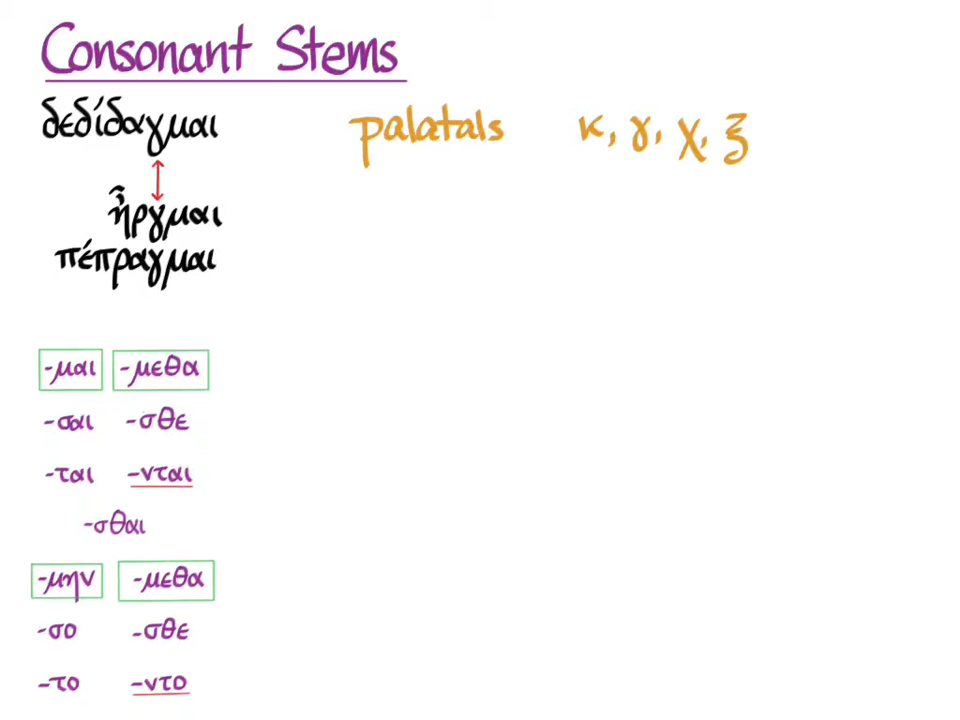 Consonant Stems
δεδίδαγμαι palatals κ, γ, χ, ξ
ἦργμαι
πέπραγμαι
-μαι -μεθα
-σαι -σθε
-ται -νται
-σθαι
-μην -μεθα
-σο -σθε
-το -ντο